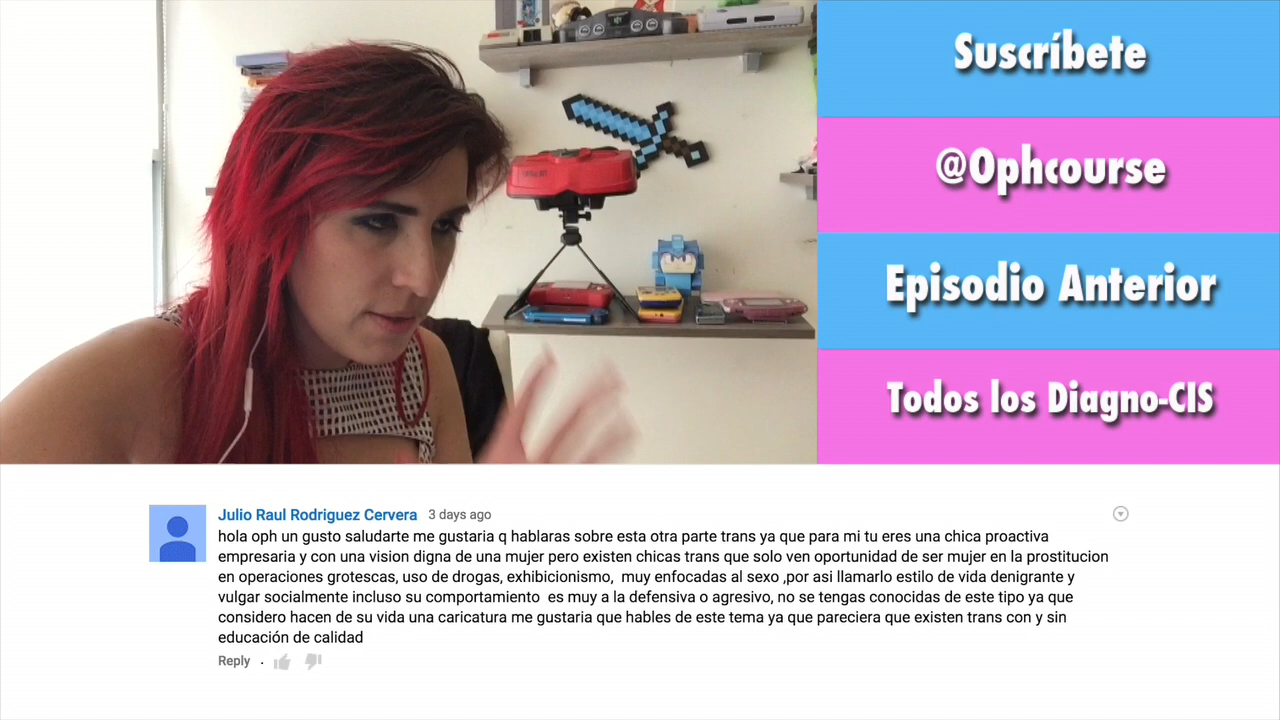 Suscríbete
@Ophcourse
Episodio Anterior
Todos los Diagno-CIS
Julio Raul Rodriguez Cervera 3 days ago
hola oph un gusto saludarte me gustaria q hablaras sobre esta otra parte trans ya que para mi tu eres una chica proactiva
empresaria y con una vision digna de una mujer pero existen chicas trans que solo ven oportunidad de ser mujer en la prostitucion
en operaciones grotescas, uso de drogas, exhibicionismo, muy enfocadas al sexo ,por asi llamarlo estilo de vida denigrante y
vulgar socialmente incluso su comportamiento es muy a la defensiva o agresivo, no se tengas conocidas de este tipo ya que
considero hacen de su vida una caricatura me gustaria que hables de este tema ya que pareciera que existen trans con y sin
educación de calidad
Reply .